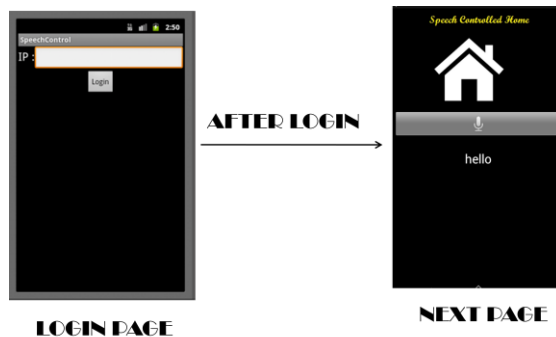 2:50
SpeechControl
IP :
Login
LOGIN PAGE
AFTER LOGIN
Speech Controlled Home
hello
NEXT PAGE